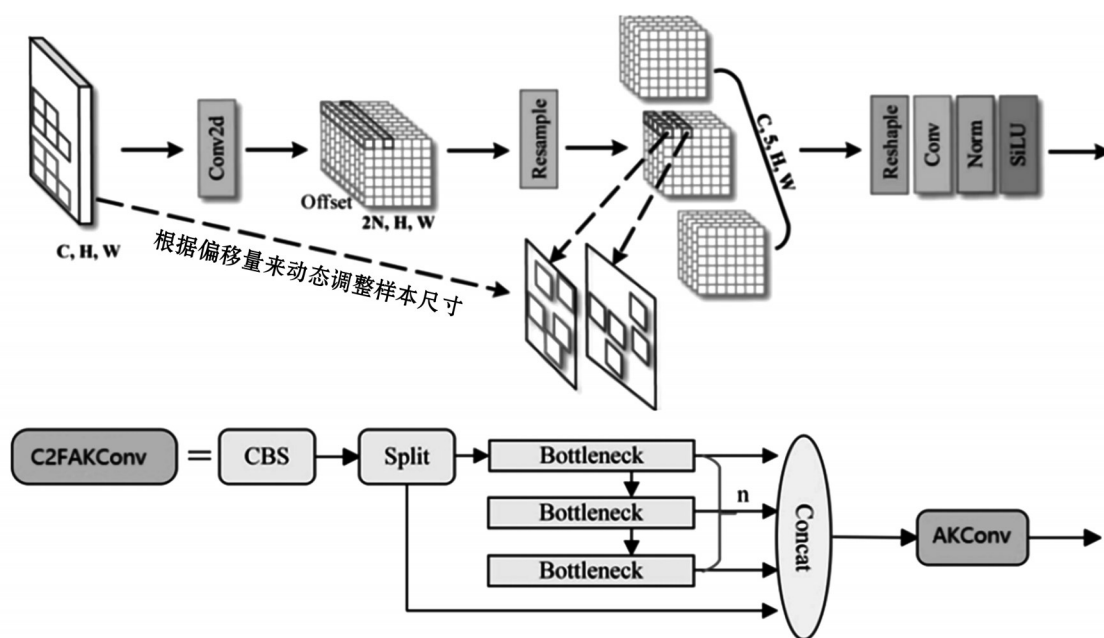 C, H, W
Conv2d
Offset
2N, H, W
Resample
C, 5, H, W
Reshaple
Conv
Norm
SiLU
根据偏移量来动态调整样本尺寸
C2FAKConv
=
CBS
Split
Bottleneck
Bottleneck
Bottleneck
n
Concat
AKConv